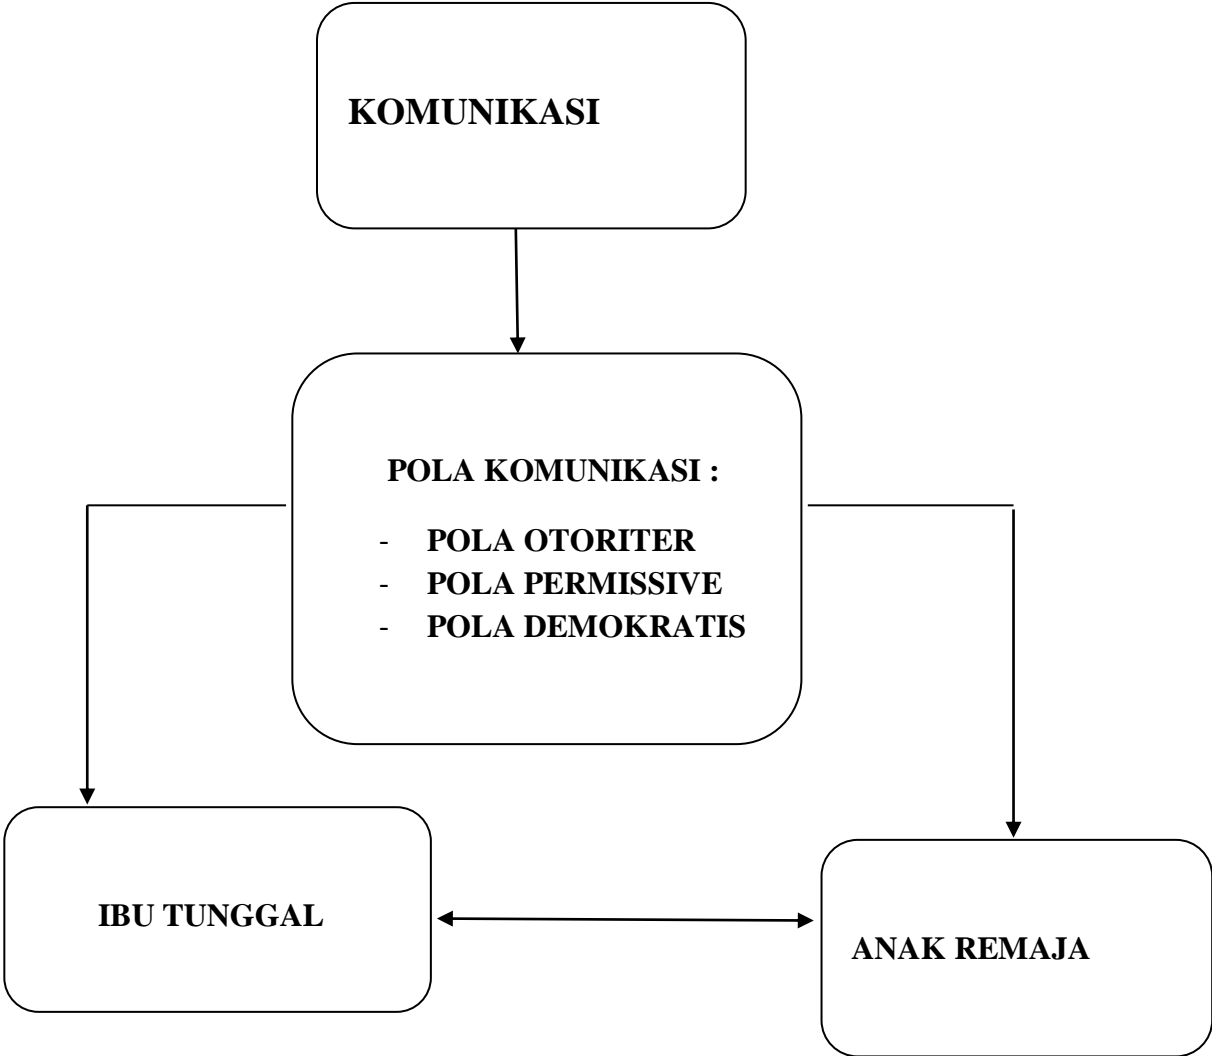 KOMUNIKASI
POLA KOMUNIKASI :
- POLA OTORITER
- POLA PERMISSIVE
- POLA DEMOKRATIS
IBU TUNGGAL
ANAK REMAJA